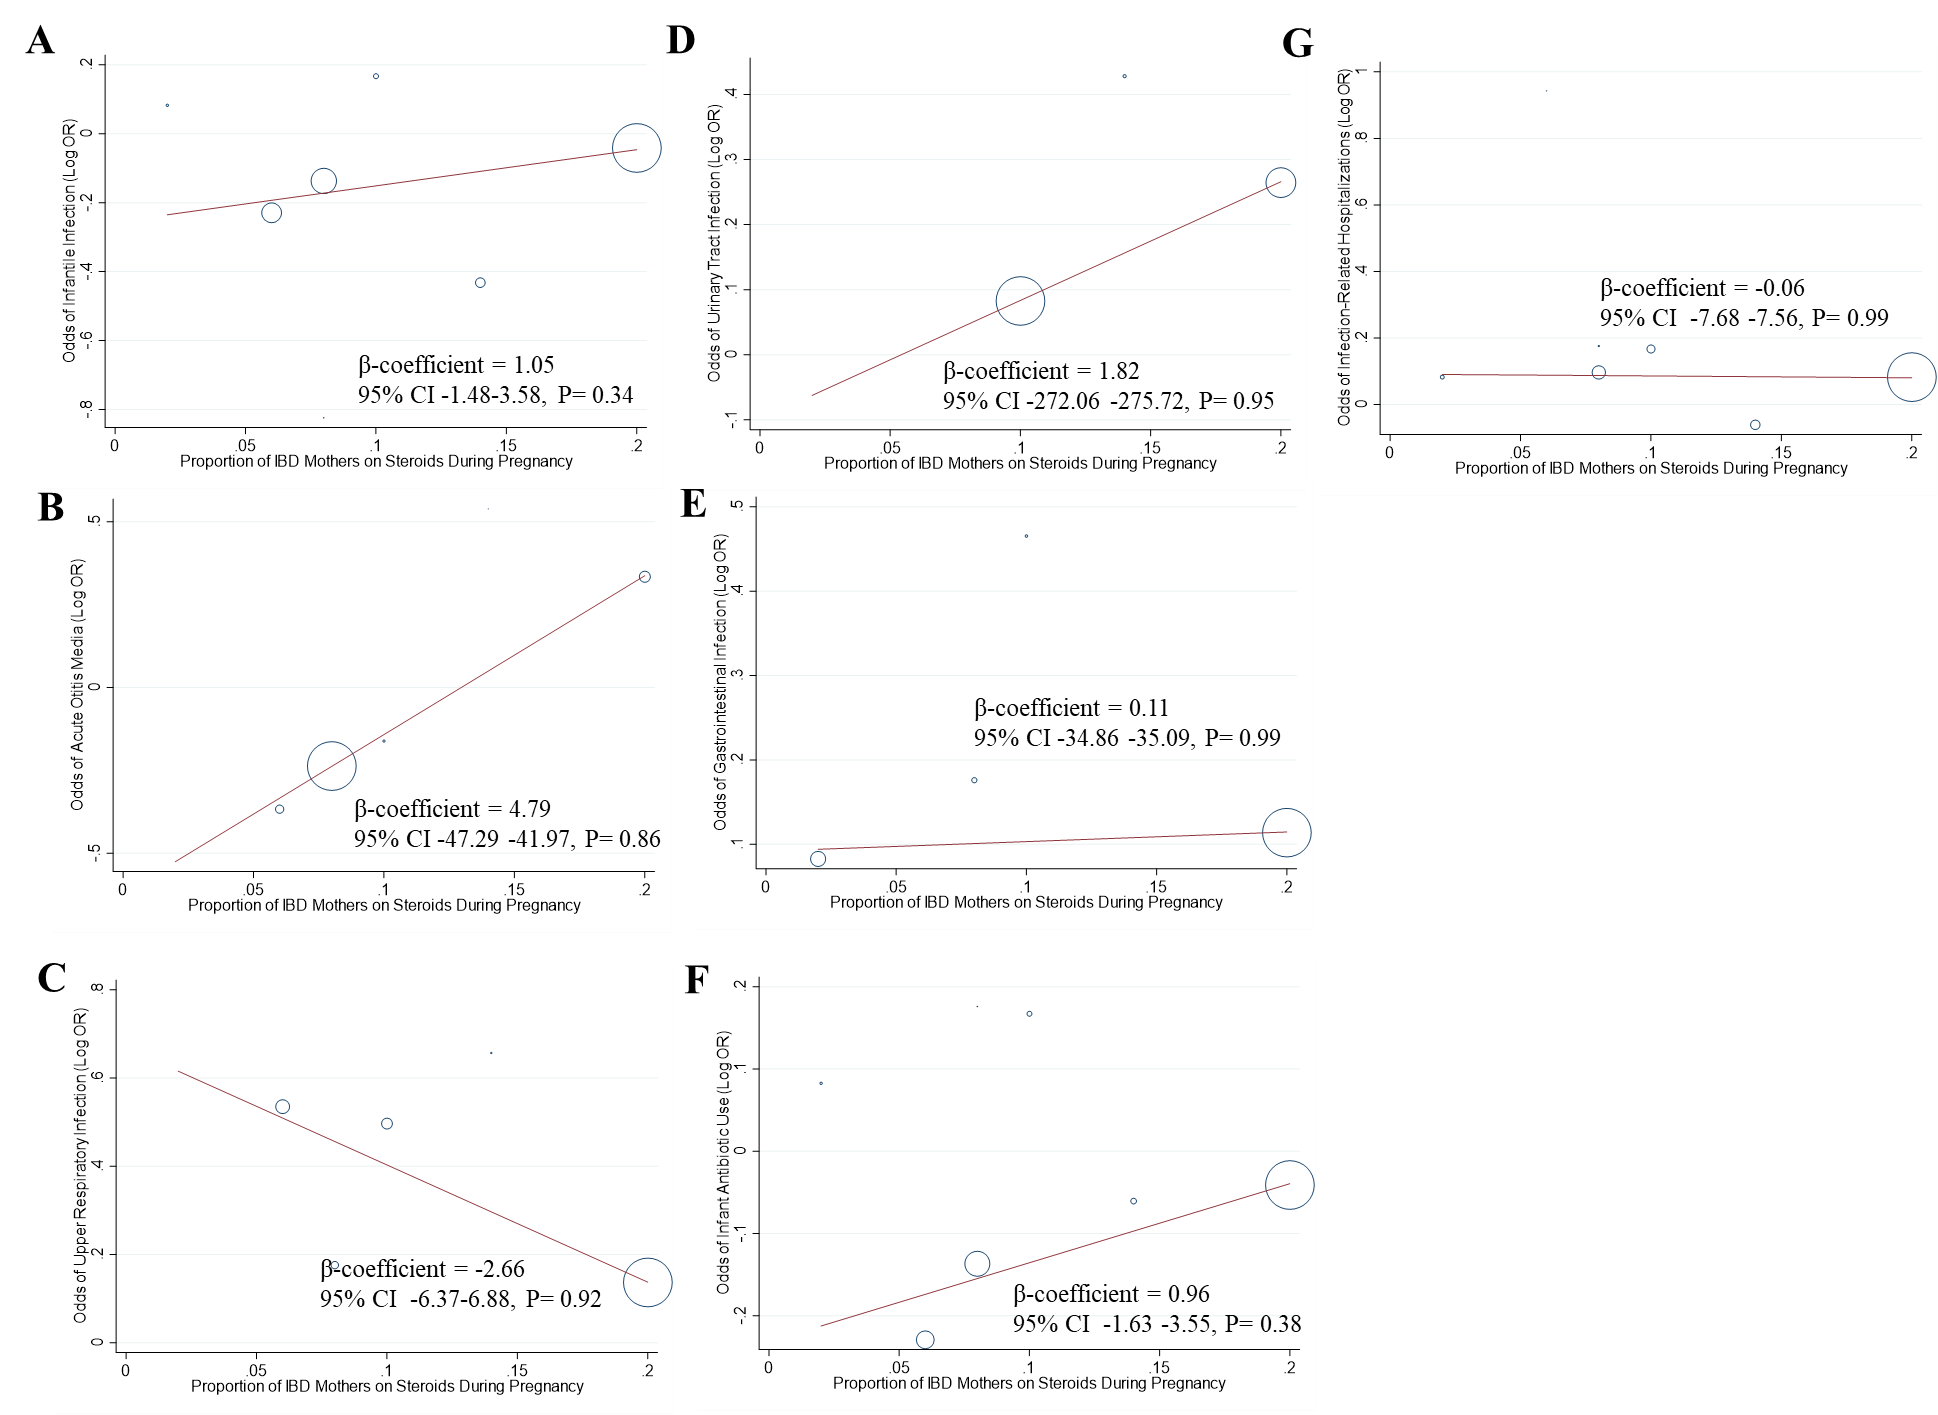 A
Odds of Infantile Infection (Log OR)
.2
0
-.2
-.4
-.6
-.8
β-coefficient = 1.05
95% CI -1.48-3.58, P= 0.34
0 .05 .1 .15 .2
Proportion of IBD Mothers on Steroids During Pregnancy
B
Odds of Acute Otitis Media (Log OR)
.5
0
-.5
β-coefficient = 4.79
95% CI -47.29 -41.97, P= 0.86
0 .05 .1 .15 .2
Proportion of IBD Mothers on Steroids During Pregnancy
C
Odds of Upper Respiratory Infection (Log OR)
.8
.6
.4
.2
0
β-coefficient = -2.66
95% CI -6.37-6.88, P= 0.92
0 .05 .1 .15 .2
Proportion of IBD Mothers on Steroids During Pregnancy
D
Odds of Urinary Tract Infection (Log OR)
.4
.3
.2
.1
0
-.1
β-coefficient = 1.82
95% CI -272.06 -275.72, P= 0.95
0 .05 .1 .15 .2
Proportion of IBD Mothers on Steroids During Pregnancy
E
Odds of Gastrointestinal Infection (Log OR)
.5
.4
.3
.2
.1
β-coefficient = 0.11
95% CI -34.86 -35.09, P= 0.99
0 .05 .1 .15 .2
Proportion of IBD Mothers on Steroids During Pregnancy
F
Odds of Infant Antibiotic Use (Log OR)
.2
.1
0
-.1
-.2
β-coefficient = 0.96
95% CI -1.63 -3.55, P= 0.38
0 .05 .1 .15 .2
Proportion of IBD Mothers on Steroids During Pregnancy
G
Odds of Infection-Related Hospitalizations (Log OR)
1
.8
.6
.4
.2
0
β-coefficient = -0.06
95% CI -7.68 -7.56, P= 0.99
0 .05 .1 .15 .2
Proportion of IBD Mothers on Steroids During Pregnancy